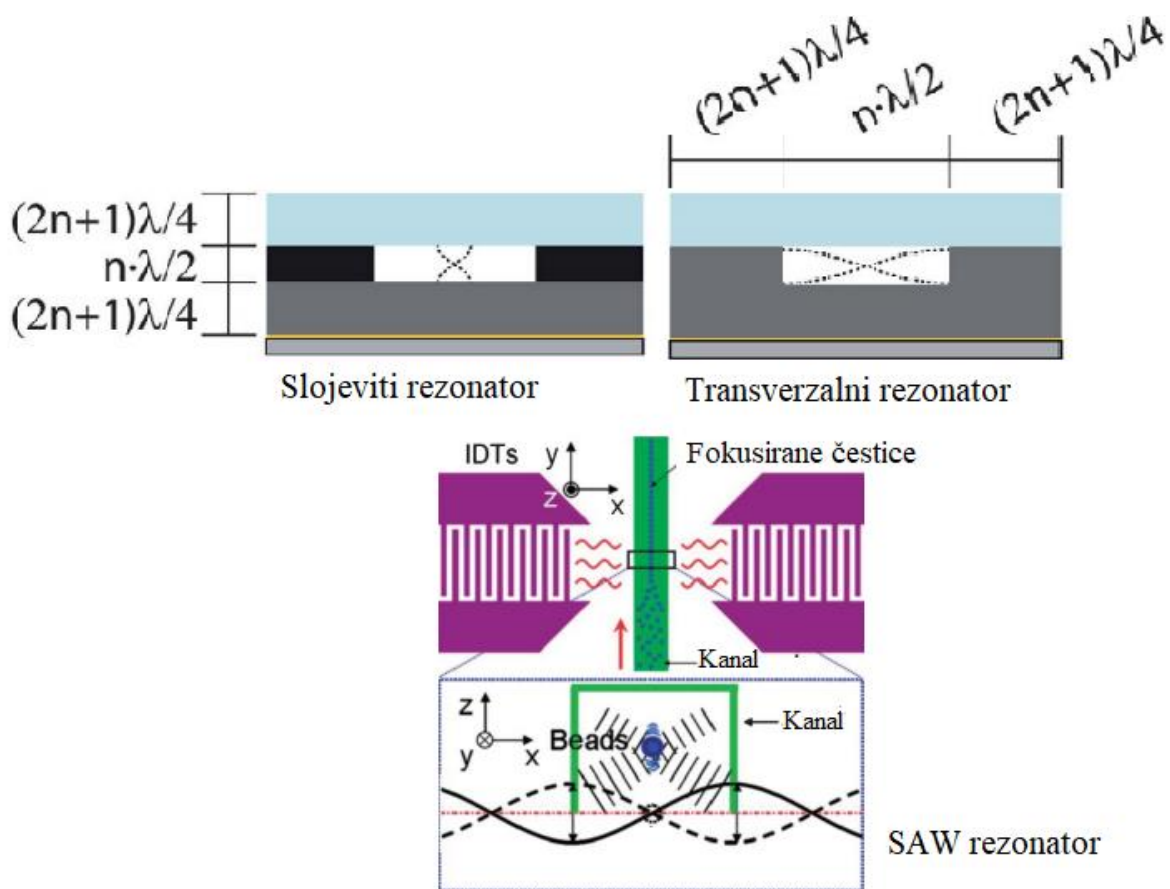 (2n+1)λ/4
n·λ/2
(2n+1)λ/4
Slojeviti rezonator
(2n+1)λ/4
n·λ/2
(2n+1)λ/4
Transverzalni rezonator
IDTs
y
z
x
Fokusirane čestice
Kanal
z
y
x
Beads
Kanal
SAW rezonator